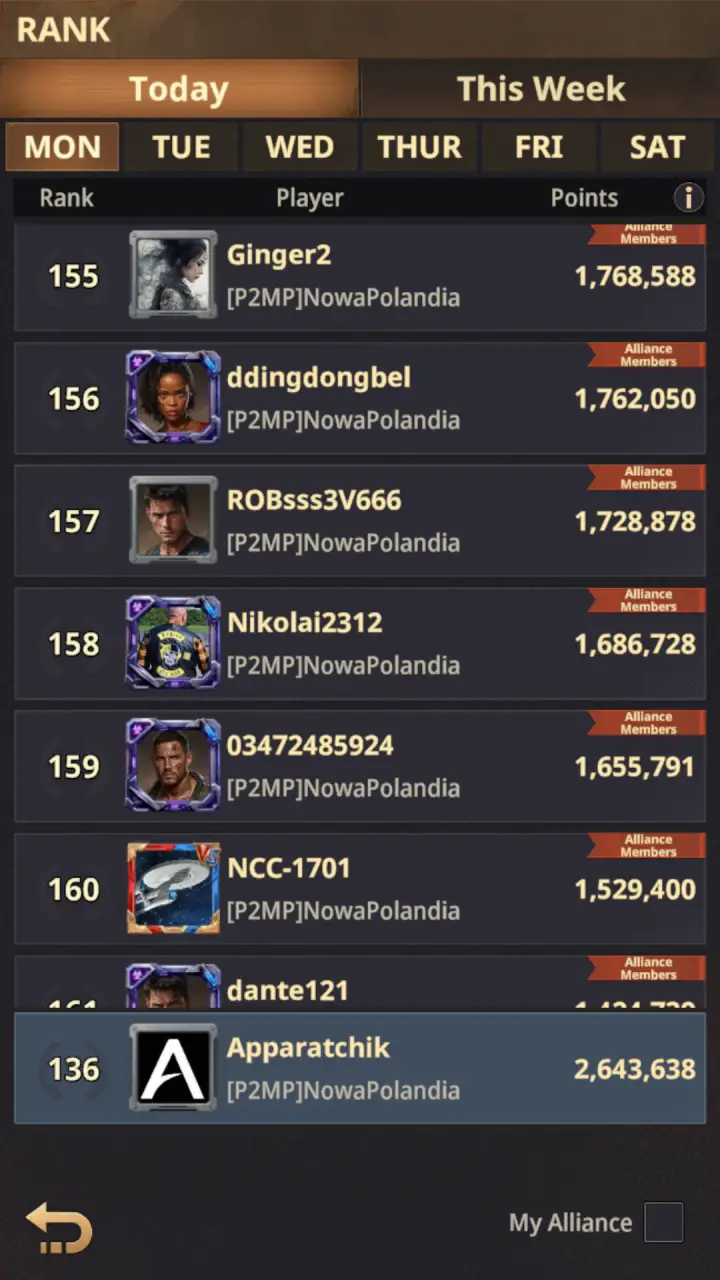 RANK
Today
This Week
MON TUE WED THUR FRI SAT
Rank Player Points i
Alliance
Members
155 Ginger2 1,768,588
[P2MP]NowaPolandia
Alliance
Members
156 ddingdongbel 1,762,050
[P2MP]NowaPolandia
Alliance
Members
157 ROBsss3V666 1,728,878
[P2MP]NowaPolandia
Alliance
Members
158 Nikolai2312 1,686,728
[P2MP]NowaPolandia
Alliance
Members
159 03472485924 1,655,791
[P2MP]NowaPolandia
Alliance
Members
160 NCC-1701 1,529,400
[P2MP]NowaPolandia
Alliance
Members
dante121
136 Apparatchik 2,643,638
[P2MP]NowaPolandia
My Alliance